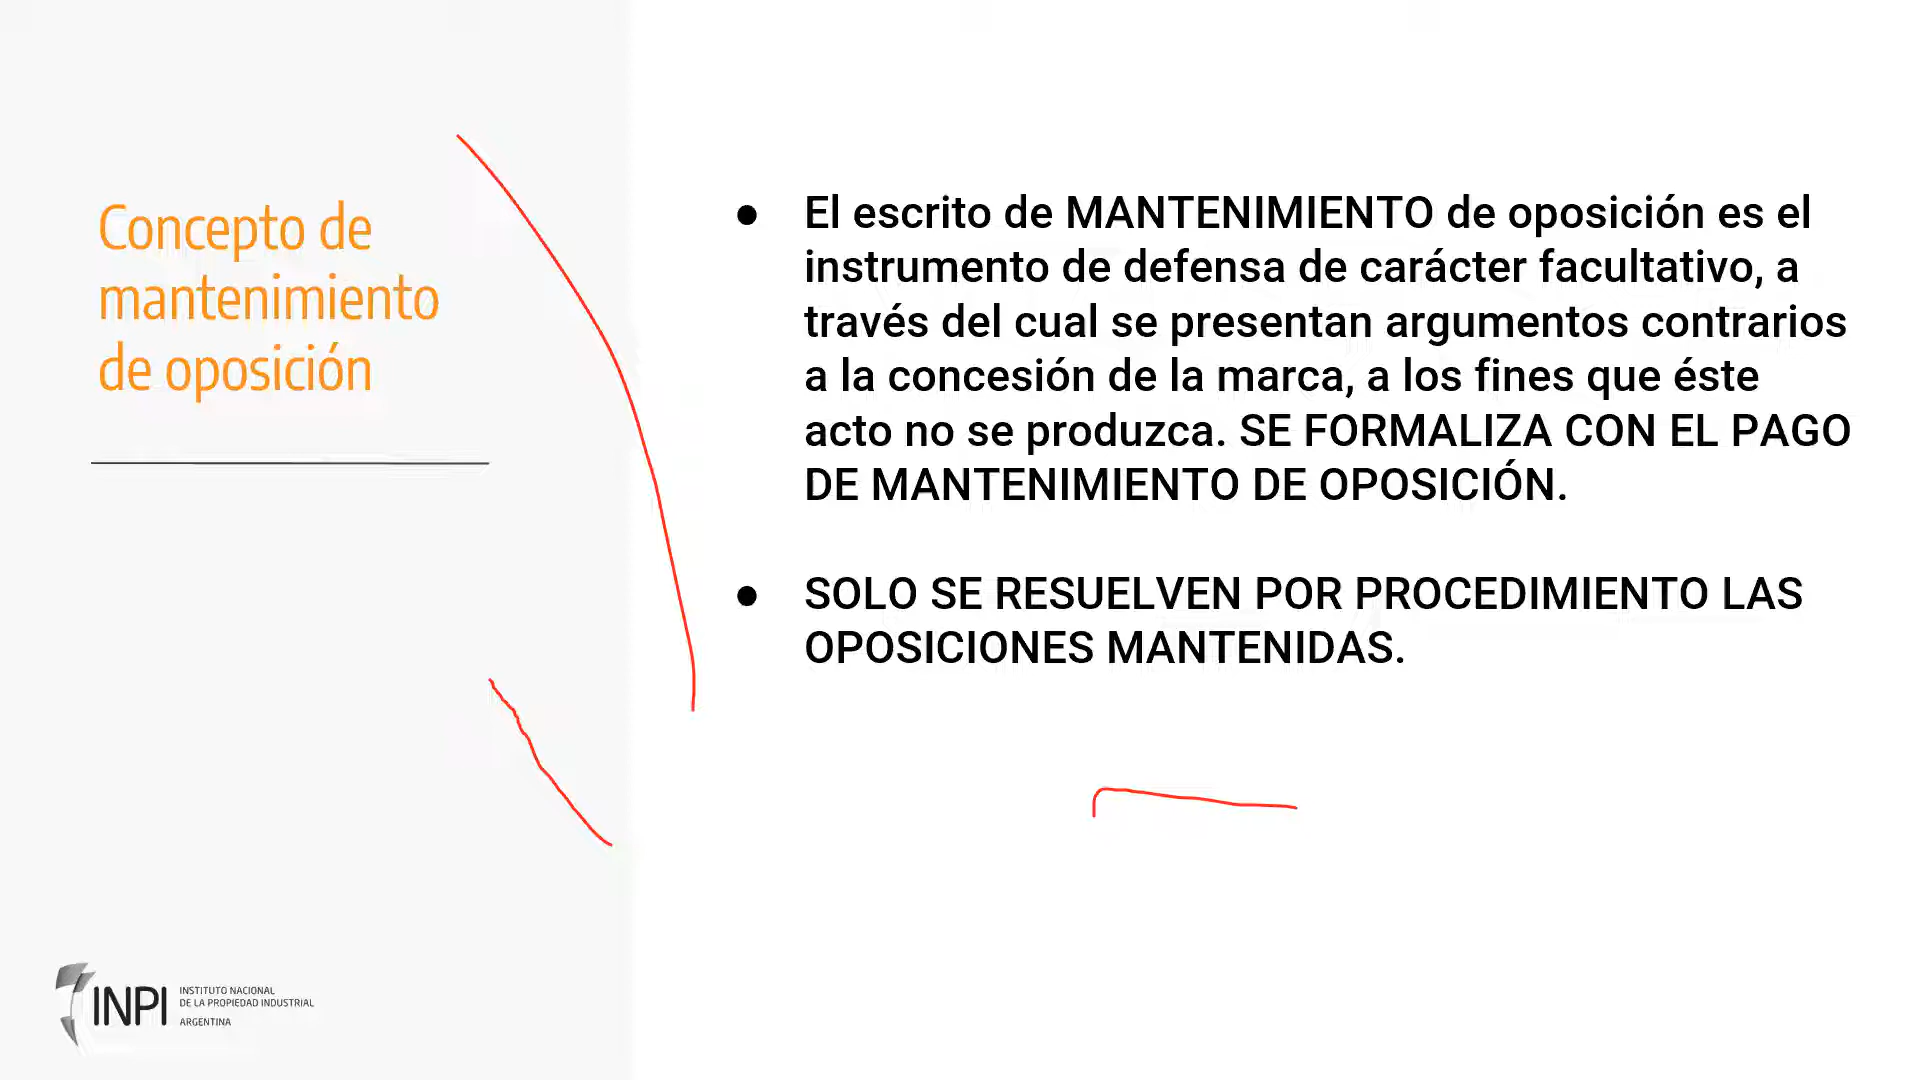 Concepto de
mantenimiento
de oposición
● El escrito de MANTENIMIENTO de oposición es el
instrumento de defensa de carácter facultativo, a
través del cual se presentan argumentos contrarios
a la concesión de la marca, a los fines que éste
acto no se produzca. SE FORMALIZA CON EL PAGO
DE MANTENIMIENTO DE OPOSICIÓN.
● SOLO SE RESUELVEN POR PROCEDIMIENTO LAS
OPOSICIONES MANTENIDAS.
INPI
INSTITUTO NACIONAL
DE LA PROPIEDAD INDUSTRIAL
ARGENTINA